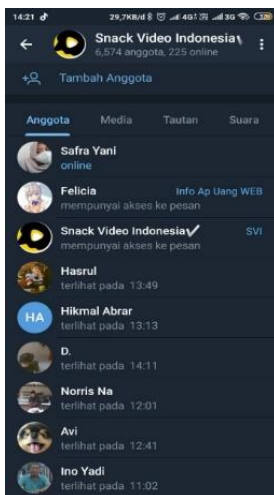 14:21
29,7KB/d 4G 3G
Snack Video Indonesia
6,574 anggota, 225 online
Tambah Anggota
Anggota Media Tautan Suara
Safra Yani
online
Felicia Info Ap Uang WEB
mempunyai akses ke pesan
Snack Video Indonesia✓ SVI
mempunyai akses ke pesan
Hasrul
terlihat pada 13:49
HA
Hikmal Abrar
terlihat pada 13:13
D.
terlihat pada 14:11
Norris Na
terlihat pada 12:01
Avi
terlihat pada 12:41
Ino Yadi
terlihat pada 11:02